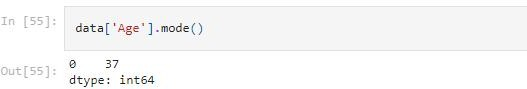 In [55]: data['Age'].mode()
Out[55]: 0    37
dtype: int64